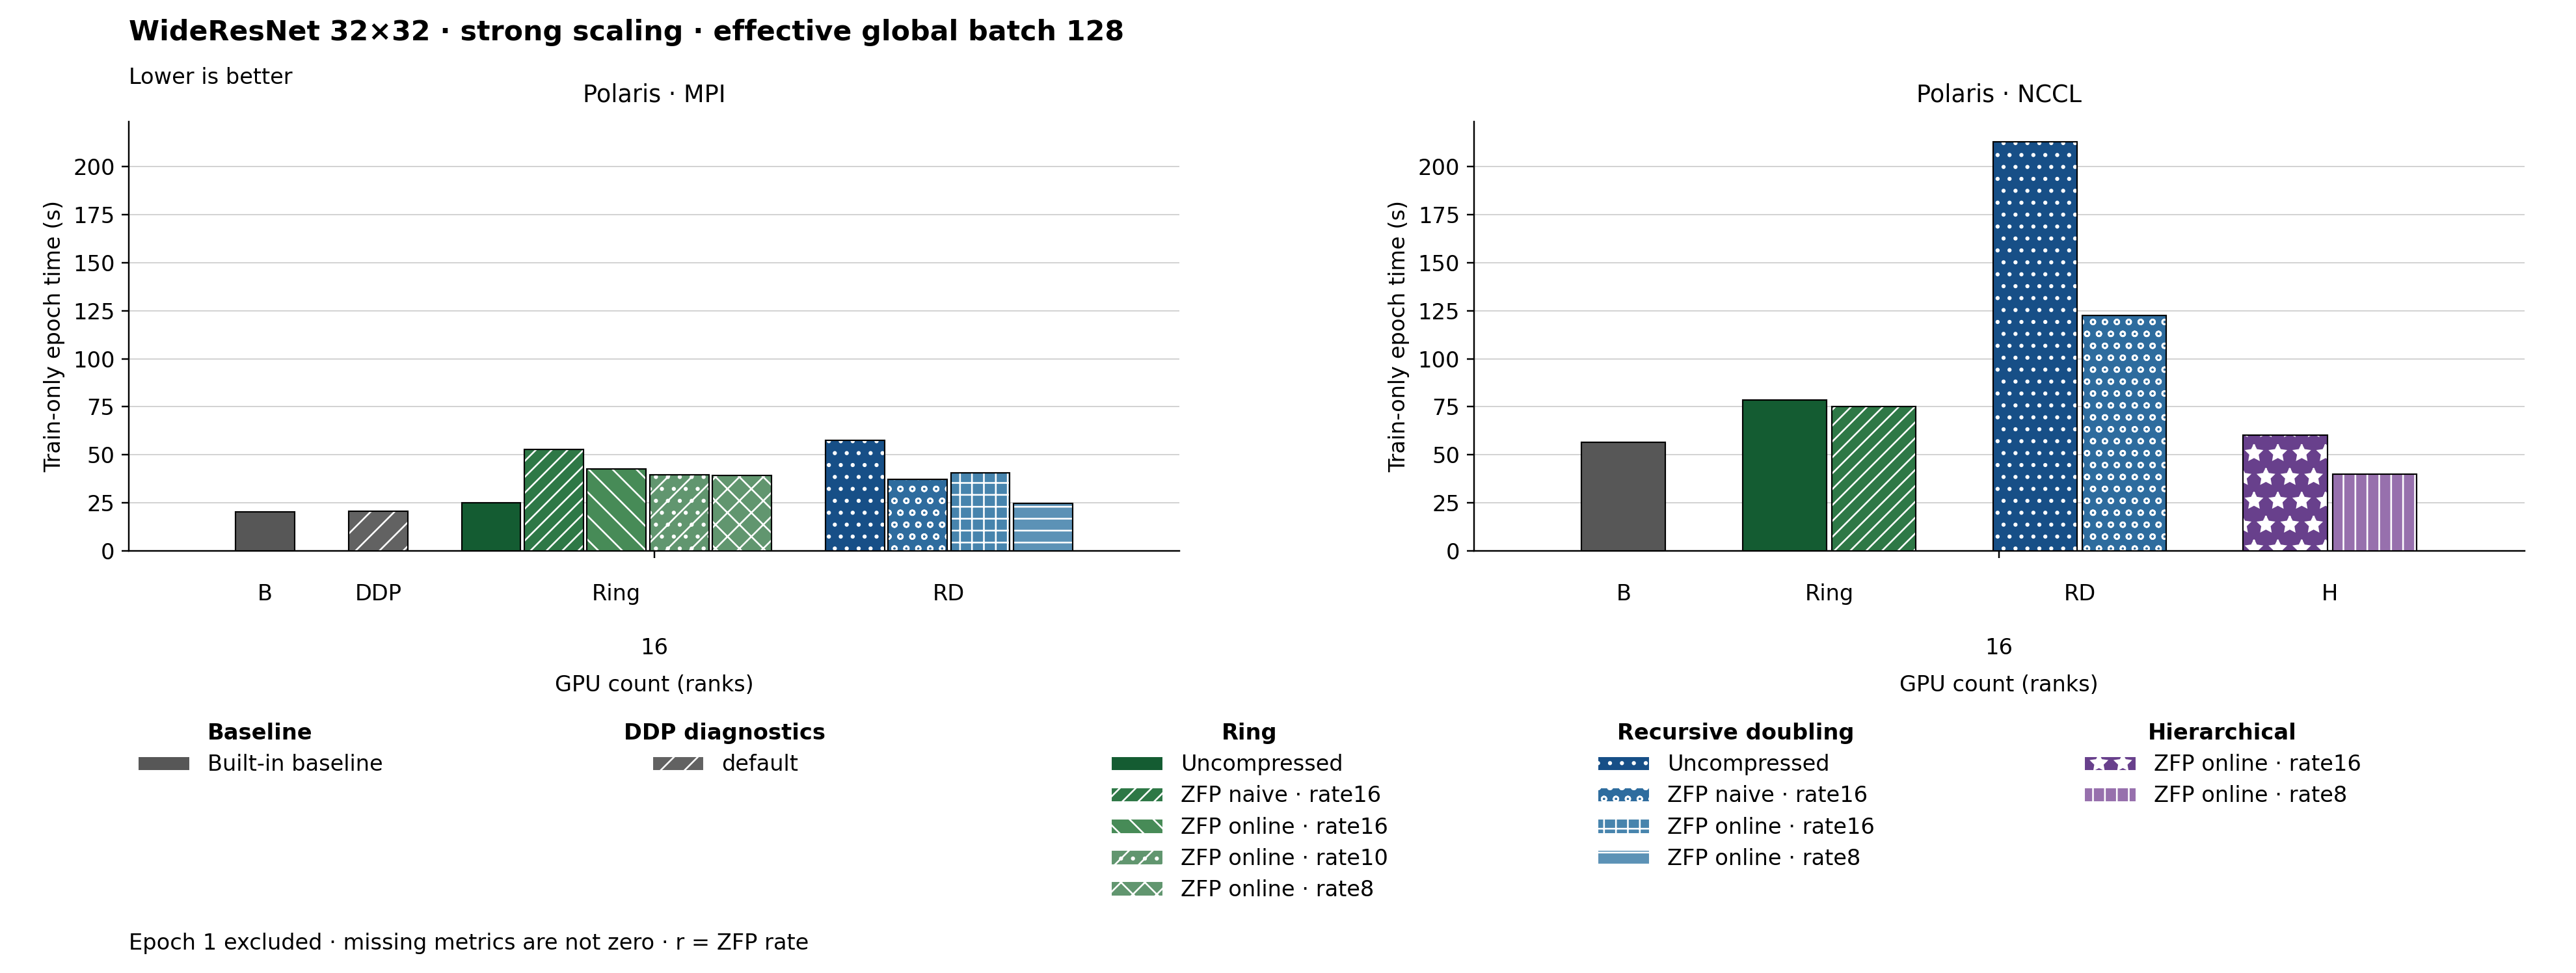 WideResNet 32×32 · strong scaling · effective global batch 128
Lower is better
Polaris · MPI
Train-only epoch time (s)
200
175
150
125
100
75
50
25
0
B DDP Ring RD
16
GPU count (ranks)
Polaris · NCCL
Train-only epoch time (s)
200
175
150
125
100
75
50
25
0
B Ring RD H
16
GPU count (ranks)
Baseline
Built-in baseline
DDP diagnostics
default
Ring
Uncompressed
ZFP naive · rate16
ZFP online · rate16
ZFP online · rate10
ZFP online · rate8
Recursive doubling
Uncompressed
ZFP naive · rate16
ZFP online · rate16
ZFP online · rate8
Hierarchical
ZFP online · rate16
ZFP online · rate8
Epoch 1 excluded · missing metrics are not zero · r = ZFP rate